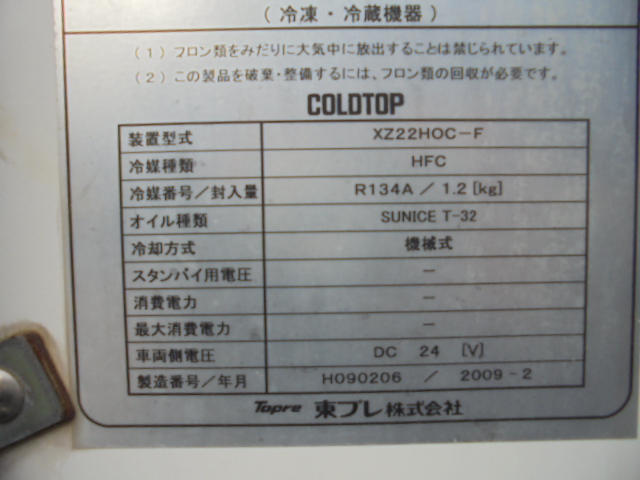 （冷凍・冷蔵機器）
（1）フロン類をみだりに大気中に放出することは禁じられています。
（2）この製品を破棄・整備するには、フロン類の回収が必要です。
COLDTOP
装置型式 XZ22HOC-F
冷媒種類 HFC
冷媒番号／封入量 R134A ／ 1.2 [kg]
オイル種類 SUNICE T-32
冷却方式 機械式
スタンバイ用電圧 －
消費電力 －
最大消費電力 －
車両側電圧 DC 24 [V]
製造番号／年月 H090206 ／ 2009-2
Topre 東プレ株式会社